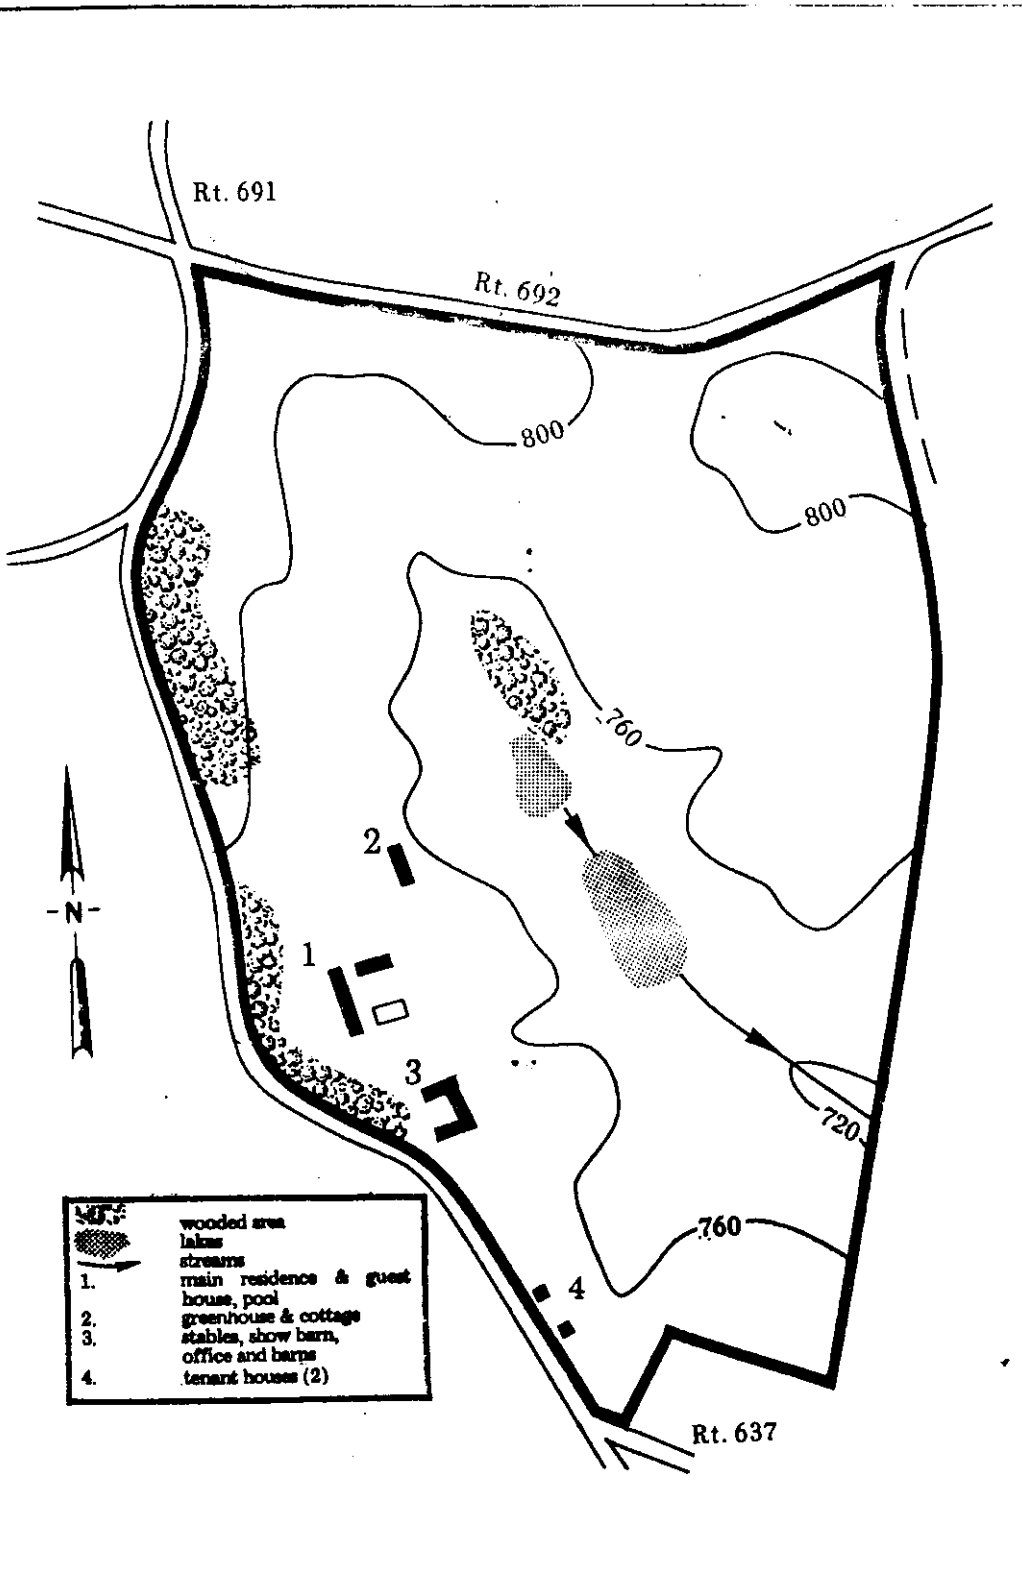 Rt. 691
Rt. 692
800
800
760
2
-N-
1
3
720
760
4
wooded area
lakes
streams
1. main residence & guest
house, pool
2. greenhouse & cottage
3. stables, show barn,
office and barns
4. tenant houses (2)
Rt. 637